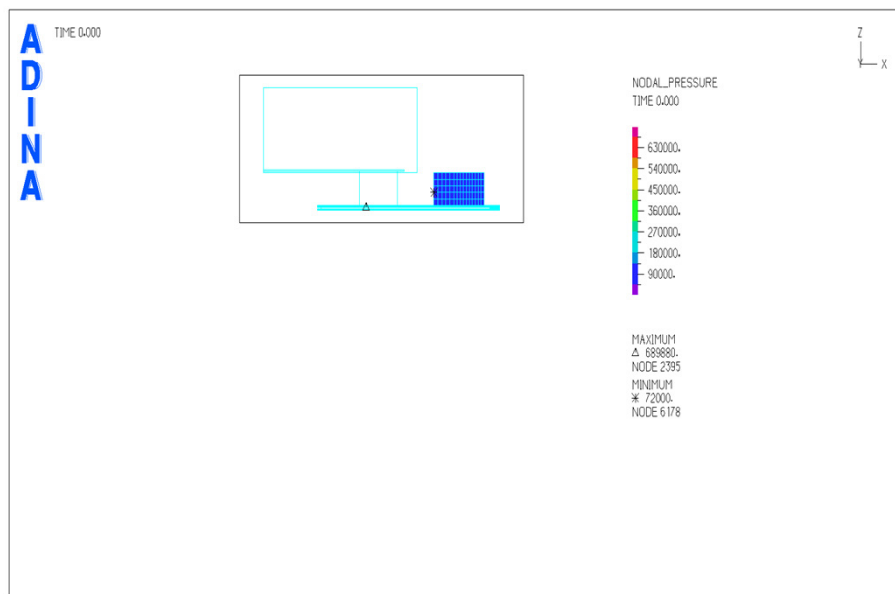 ADINA
TIME 0.000
Z
Y X
NODAL_PRESSURE
TIME 0.000
630000.
540000.
450000.
360000.
270000.
180000.
90000.
MAXIMUM
Δ 689880.
NODE 2395
MINIMUM
* 72000.
NODE 6178